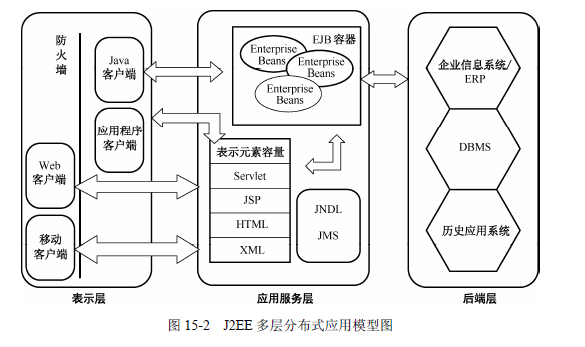 防
火
墙
Java
客户端
应用程序
客户端
Web
客户端
移动
客户端
表示层
EJB 容器
Enterprise
Beans
Enterprise
Beans
Enterprise
Beans
表示元素容量
Servlet
JSP
HTML
XML
JNDL
JMS
应用服务层
企业信息系统/
ERP
DBMS
历史应用系统
后端层
图 15-2 J2EE 多层分布式应用模型图